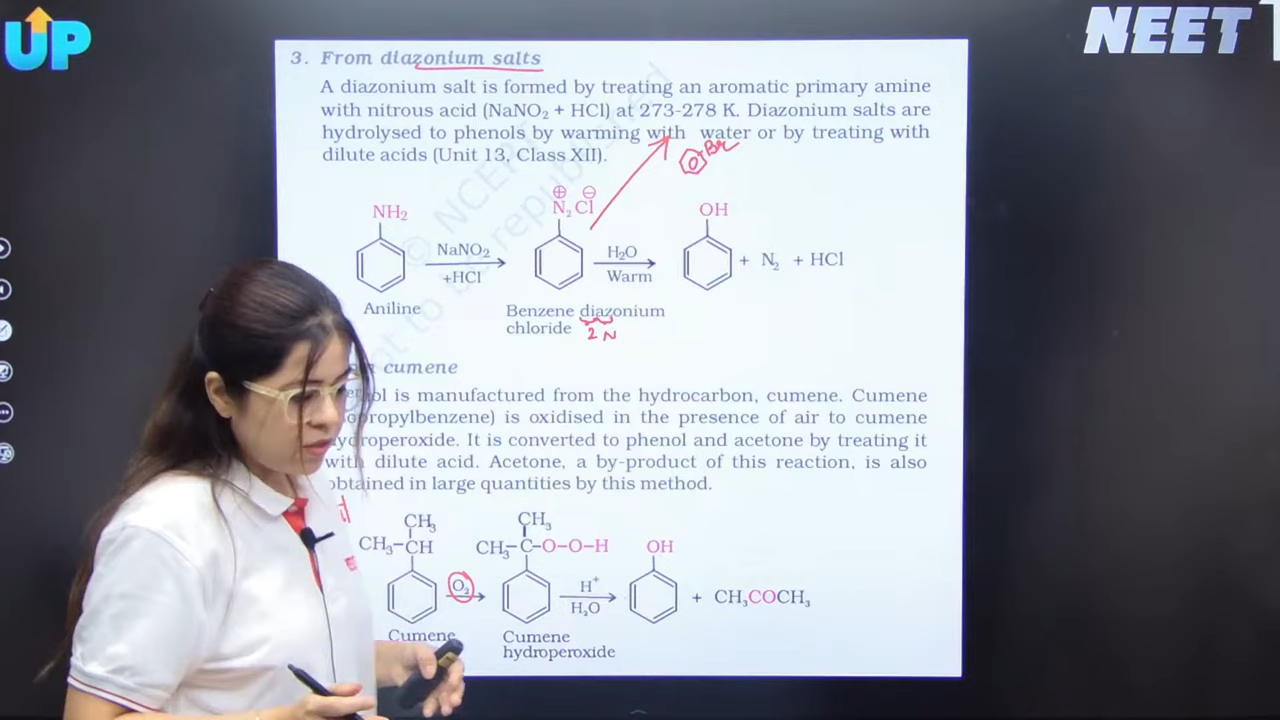 UP
NEET 1
3. From diazonium salts
A diazonium salt is formed by treating an aromatic primary amine
with nitrous acid (NaNO₂ + HCl) at 273-278 K. Diazonium salts are
hydrolysed to phenols by warming with water or by treating with
dilute acids (Unit 13, Class XII).
NH₂
⊕ ⊖
N₂Cl
OH
NaNO₂
+HCl
H₂O
Warm
+ N₂ + HCl
Aniline
Benzene diazonium
chloride
2 N
cumene
is manufactured from the hydrocarbon, cumene. Cumene
is oxidised in the presence of air to cumene
It is converted to phenol and acetone by treating it
with dilute acid. Acetone, a by-product of this reaction, is also
obtained in large quantities by this method.
CH₃
CH₃–CH
O₂
CH₃
CH₃–C–O–O–H
H⁺
H₂O
OH
+ CH₃COCH₃
Cumene
Cumene
hydroperoxide